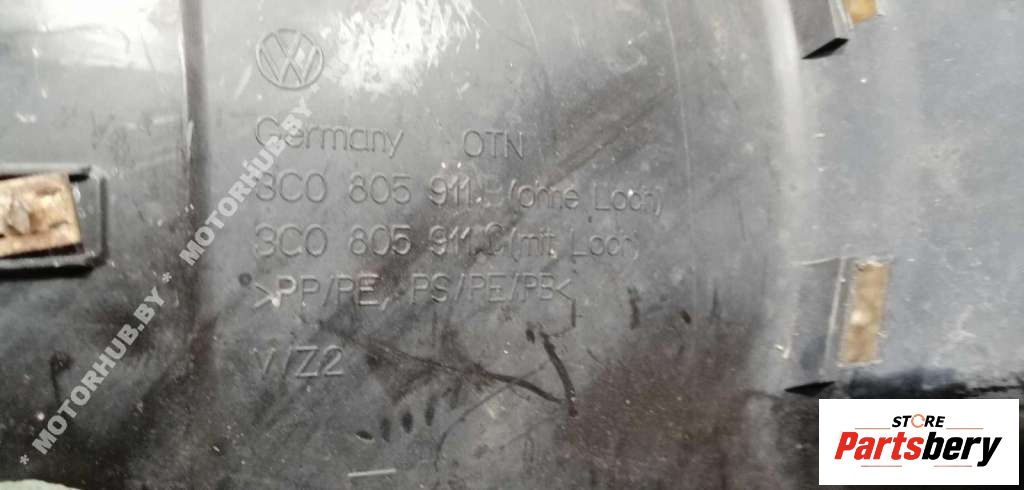 Germany OTN
3C0 805 911 B (ohne Loch)
3C0 805 911 C (mit Loch)
>PP/PE, PS/PE/PB<
V/Z2
* MOTORHUB.BY * MOTORHUB.BY *
STORE
Partsbery